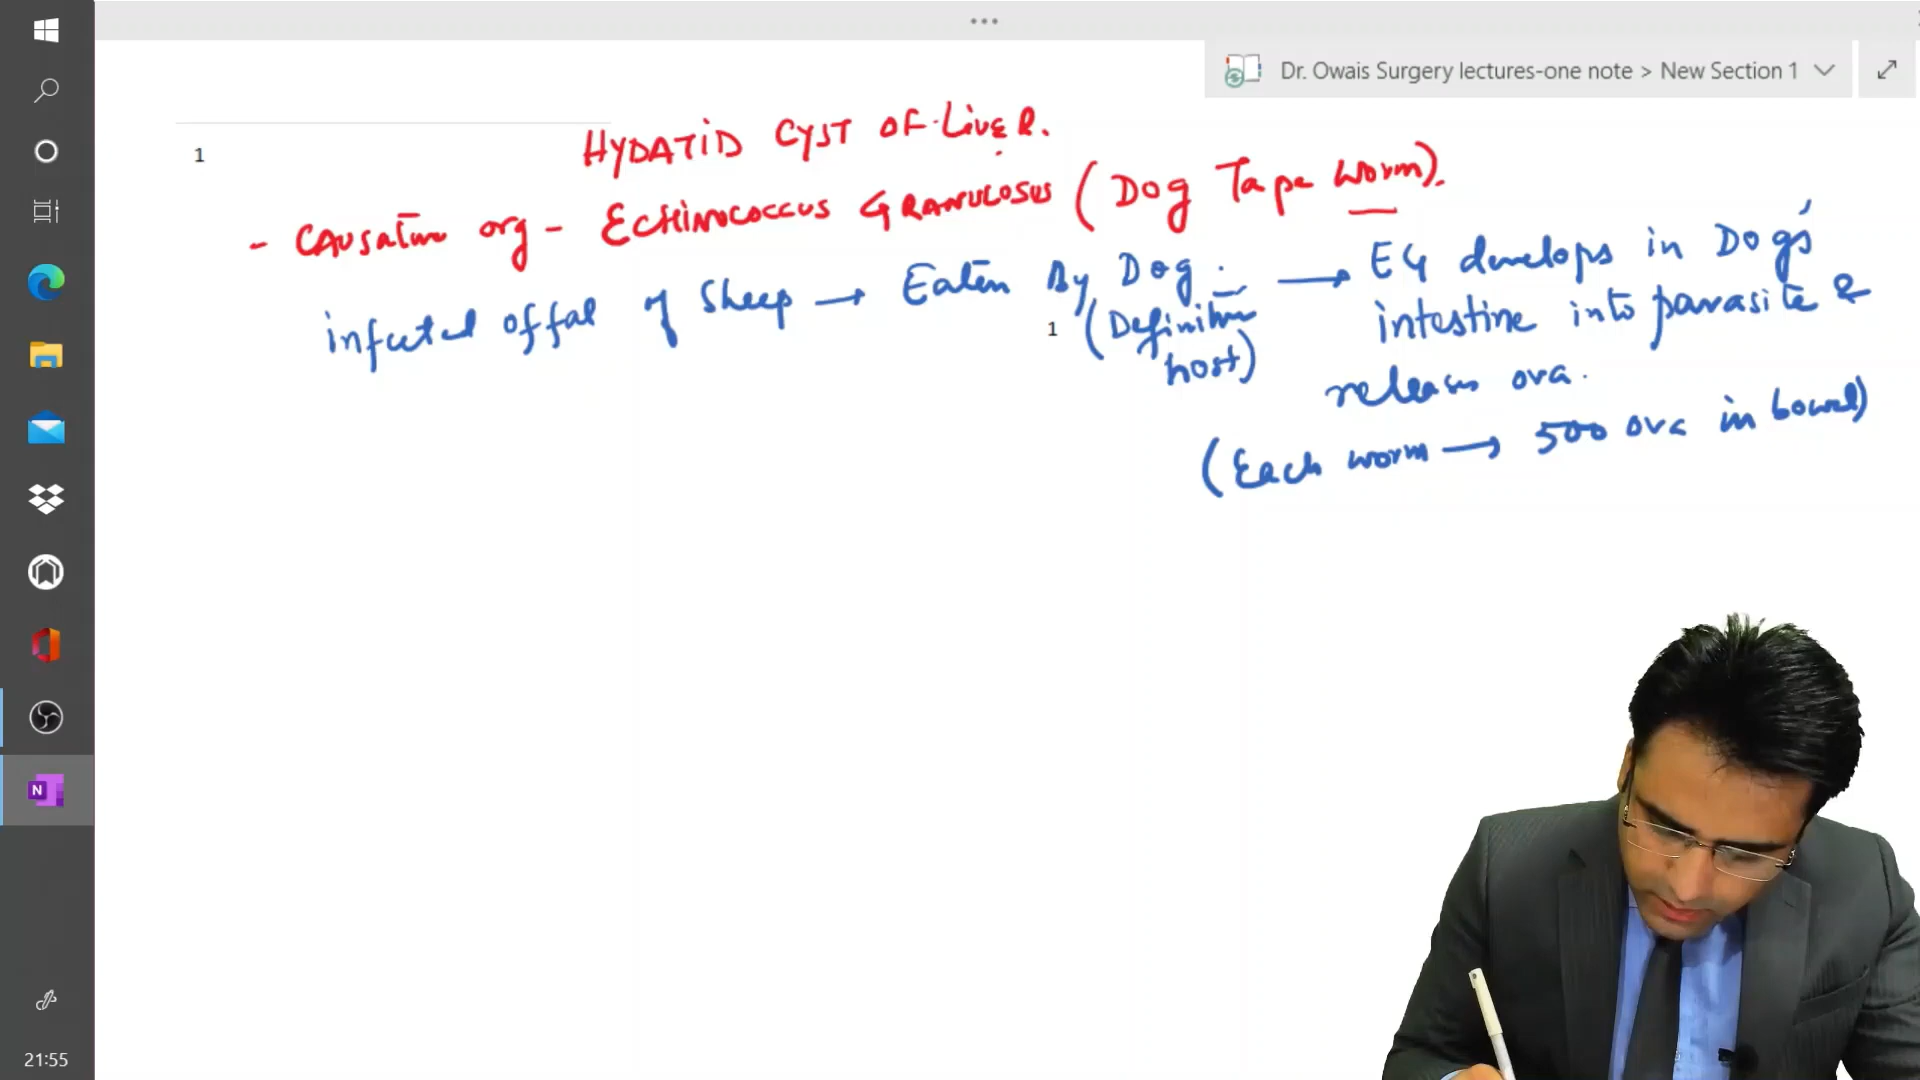 Dr. Owais Surgery lectures-one note > New Section 1
1
HYDATID CYST OF LIVER.
- CAUSATIVE org - ECHINOCOCCUS GRANULOSUS (Dog Tape Worm).
infected offal of Sheep → Eaten By Dog → EG develops in Dog's
1
(Definitive host)
intestine into parasite &
releases ova.
(Each worm → 500 ova in bowel)
N
21:55